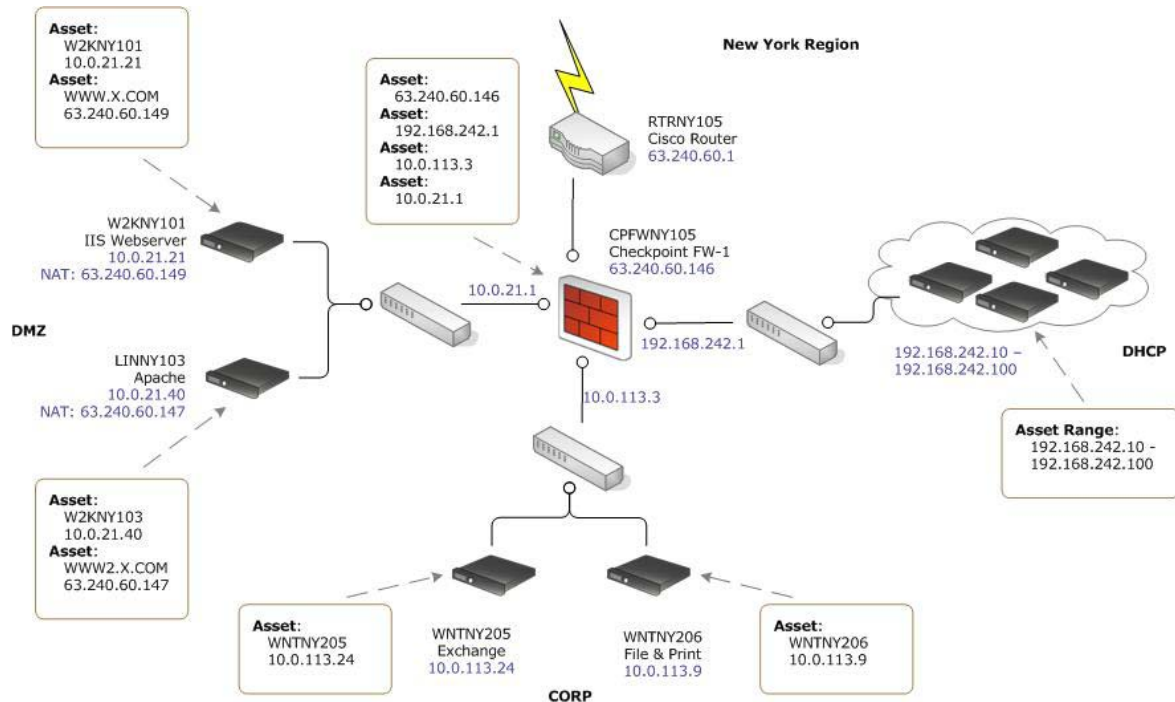 New York Region
Asset:
W2KNY101
10.0.21.21
Asset:
WWW.X.COM
63.240.60.149
Asset:
63.240.60.146
Asset:
192.168.242.1
Asset:
10.0.113.3
Asset:
10.0.21.1
RTRNY105
Cisco Router
63.240.60.1
W2KNY101
IIS Webserver
10.0.21.21
NAT: 63.240.60.149
CPFWNY105
Checkpoint FW-1
63.240.60.146
10.0.21.1
DMZ
192.168.242.1
192.168.242.10 –
192.168.242.100
DHCP
LINNY103
Apache
10.0.21.40
NAT: 63.240.60.147
10.0.113.3
Asset Range:
192.168.242.10 -
192.168.242.100
Asset:
W2KNY103
10.0.21.40
Asset:
WWW2.X.COM
63.240.60.147
Asset:
WNTNY205
10.0.113.24
WNTNY205
Exchange
10.0.113.24
WNTNY206
File & Print
10.0.113.9
Asset:
WNTNY206
10.0.113.9
CORP